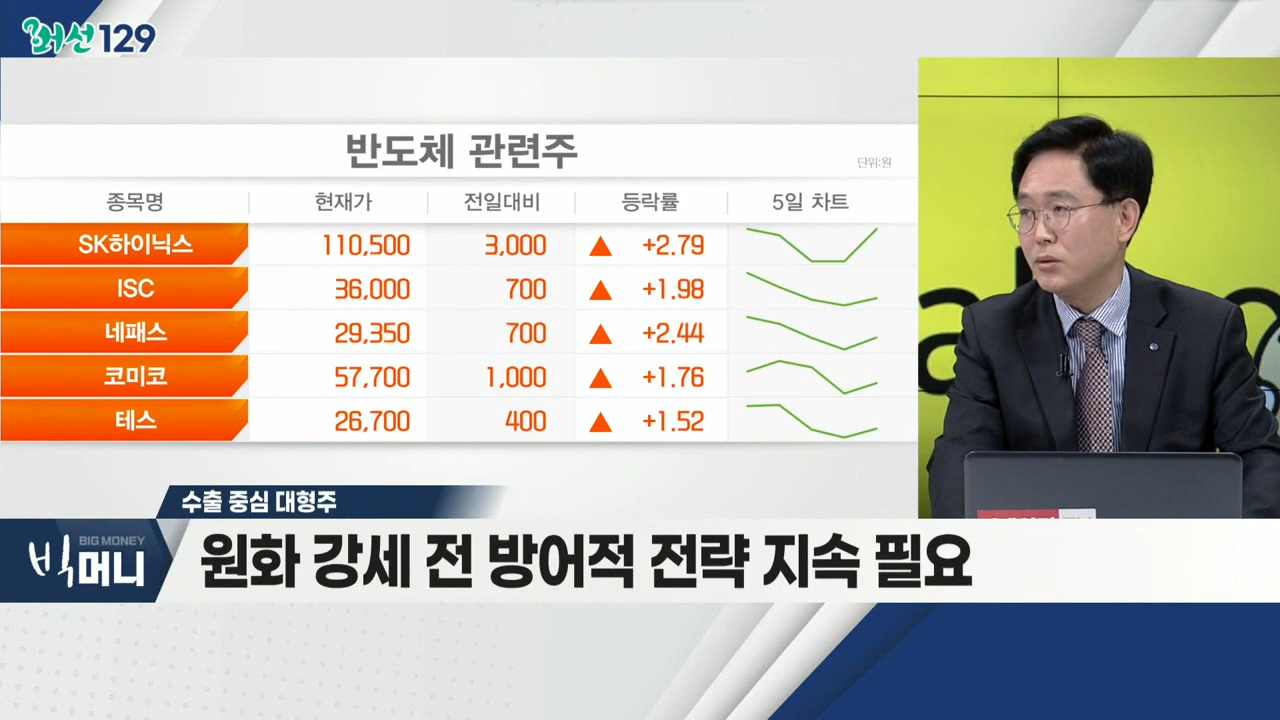 머선129
반도체 관련주
단위:원
종목명 현재가 전일대비 등락률 5일 차트
SK하이닉스 110,500 3,000 ▲ +2.79
ISC 36,000 700 ▲ +1.98
네패스 29,350 700 ▲ +2.44
코미코 57,700 1,000 ▲ +1.76
테스 26,700 400 ▲ +1.52
수출 중심 대형주
BIG MONEY
빅머니
원화 강세 전 방어적 전략 지속 필요